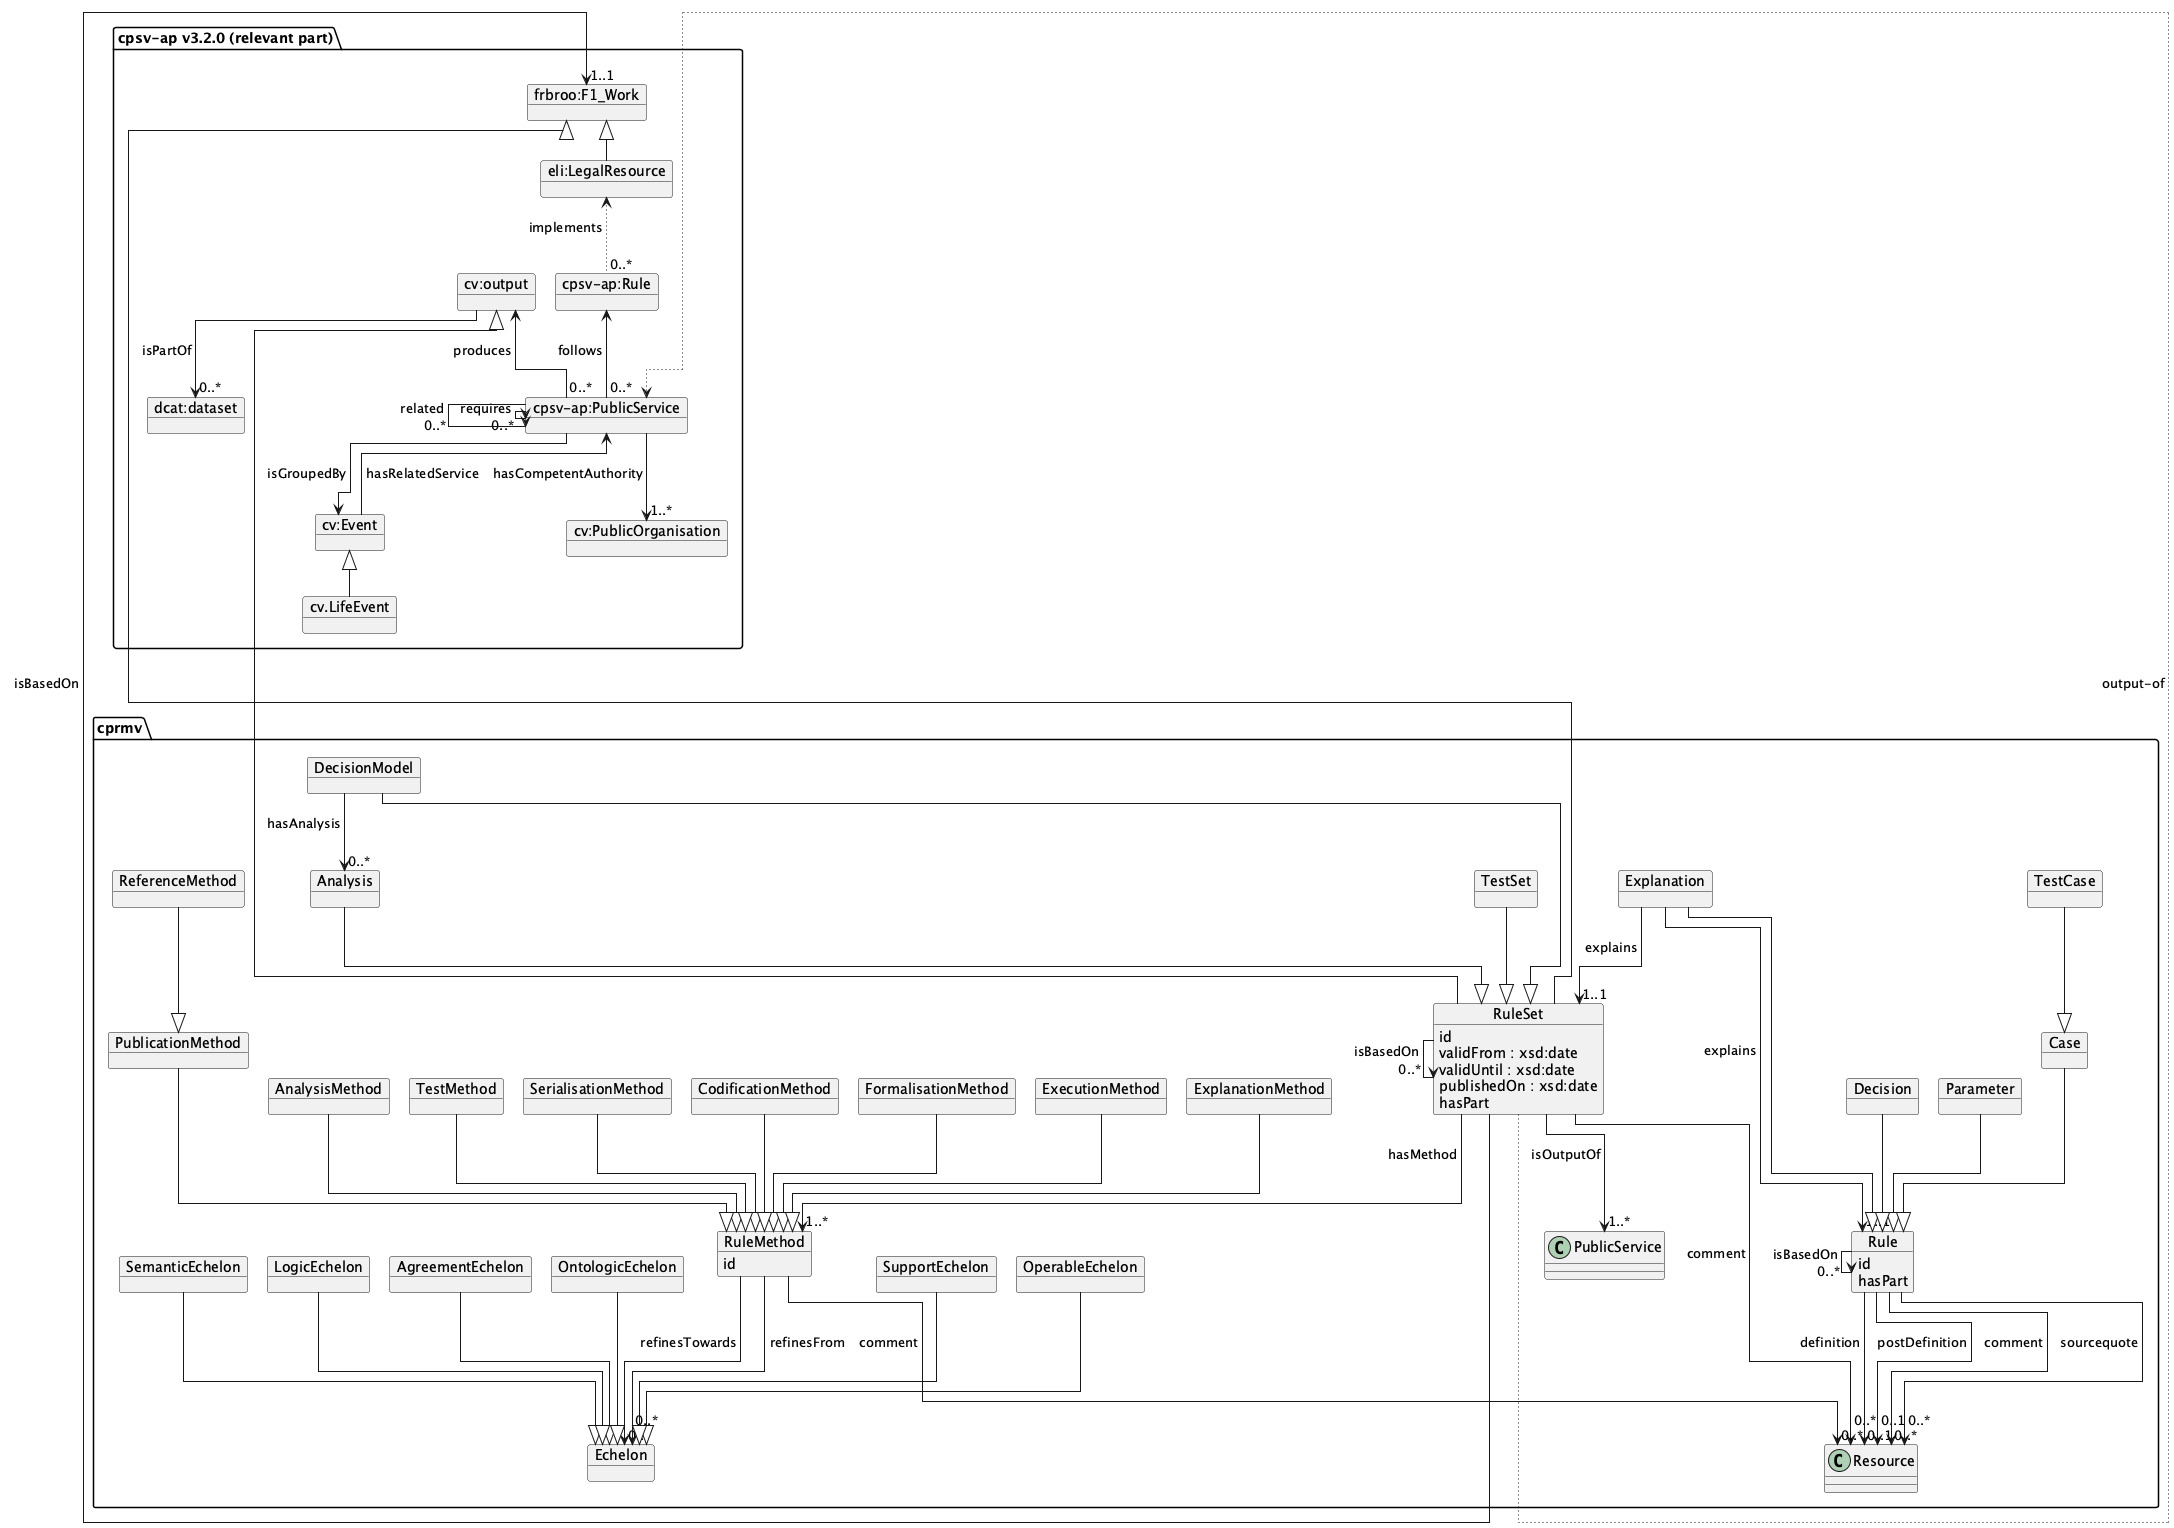 cpsv-ap v3.2.0 (relevant part)
1..1
frbroo:F1_Work
eli:LegalResource
implements
0..*
cv:output
cpsv-ap:Rule
isPartOf
produces
follows
0..*
0..*
0..*
dcat:dataset
related
requires
cpsv-ap:PublicService
0..*
0..*
isGroupedBy
hasRelatedService
hasCompetentAuthority
1..*
cv:Event
cv:PublicOrganisation
cv.LifeEvent
isBasedOn
output-of
cprmv
DecisionModel
hasAnalysis
0..*
ReferenceMethod
Analysis
TestSet
Explanation
TestCase
explains
1..1
RuleSet
id
validFrom : xsd:date
validUntil : xsd:date
publishedOn : xsd:date
hasPart
isBasedOn
0..*
explains
PublicationMethod
Case
AnalysisMethod
TestMethod
SerialisationMethod
CodificationMethod
FormalisationMethod
ExecutionMethod
ExplanationMethod
Decision
Parameter
hasMethod
isOutputOf
1..*
1..*
RuleMethod
id
PublicService
comment
Rule
id
hasPart
isBasedOn
0..*
SemanticEchelon
LogicEchelon
AgreementEchelon
OntologicEchelon
SupportEchelon
OperableEchelon
refinesTowards
refinesFrom
comment
definition
postDefinition
comment
sourcequote
0..*
0..*
0..1
0..*
Echelon
Resource